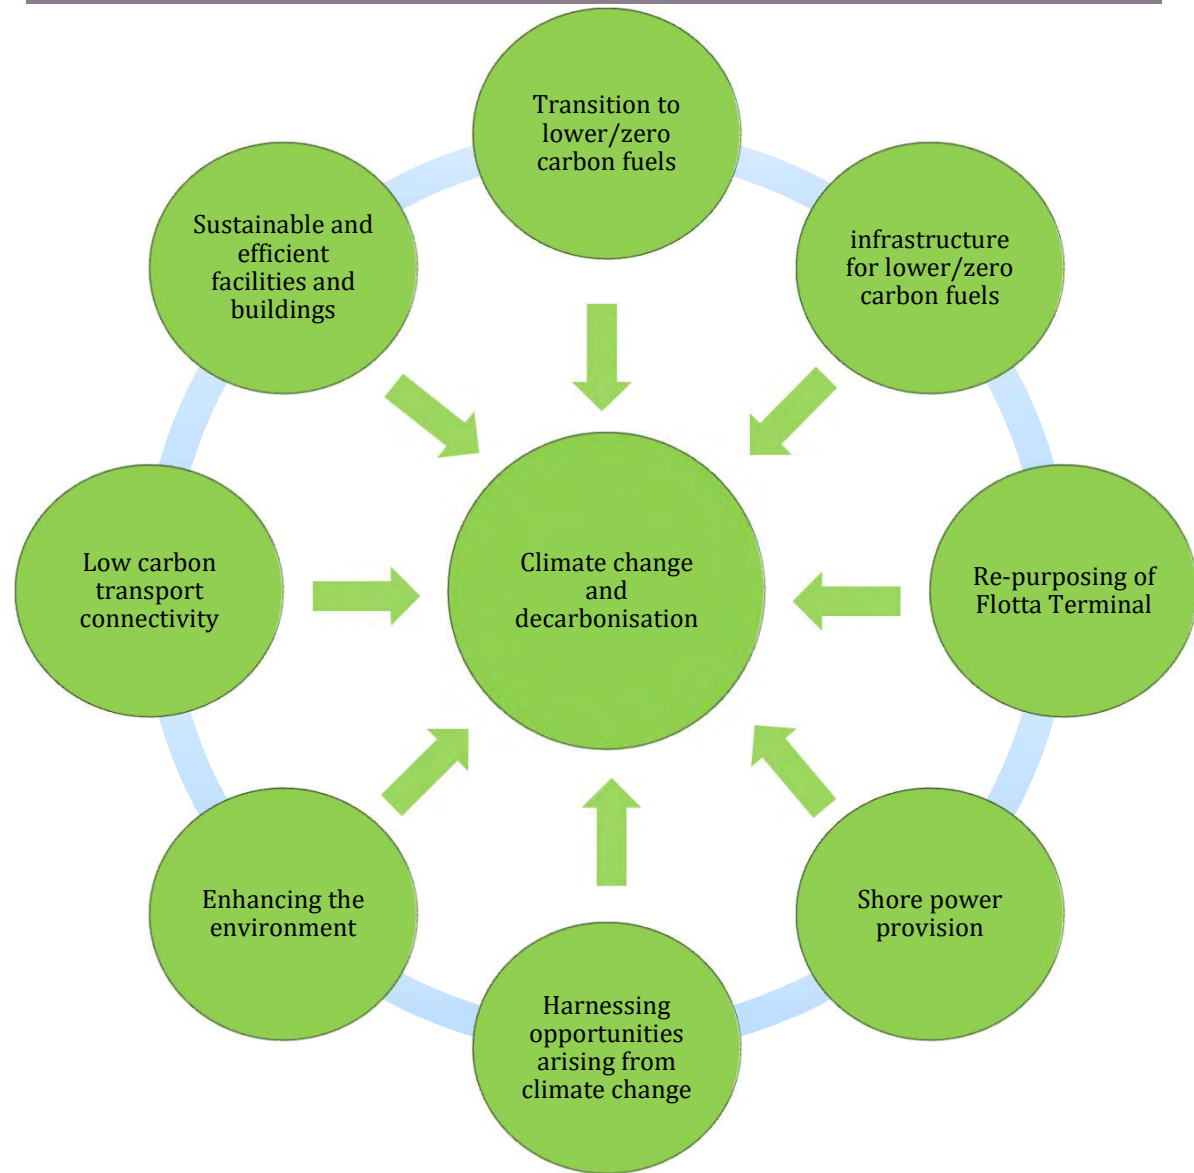 Transition to
lower/zero
carbon fuels
infrastructure
for lower/zero
carbon fuels
Re-purposing of
Flotta Terminal
Shore power
provision
Harnessing
opportunities
arising from
climate change
Enhancing the
environment
Low carbon
transport
connectivity
Sustainable and
efficient
facilities and
buildings
Climate change
and
decarbonisation